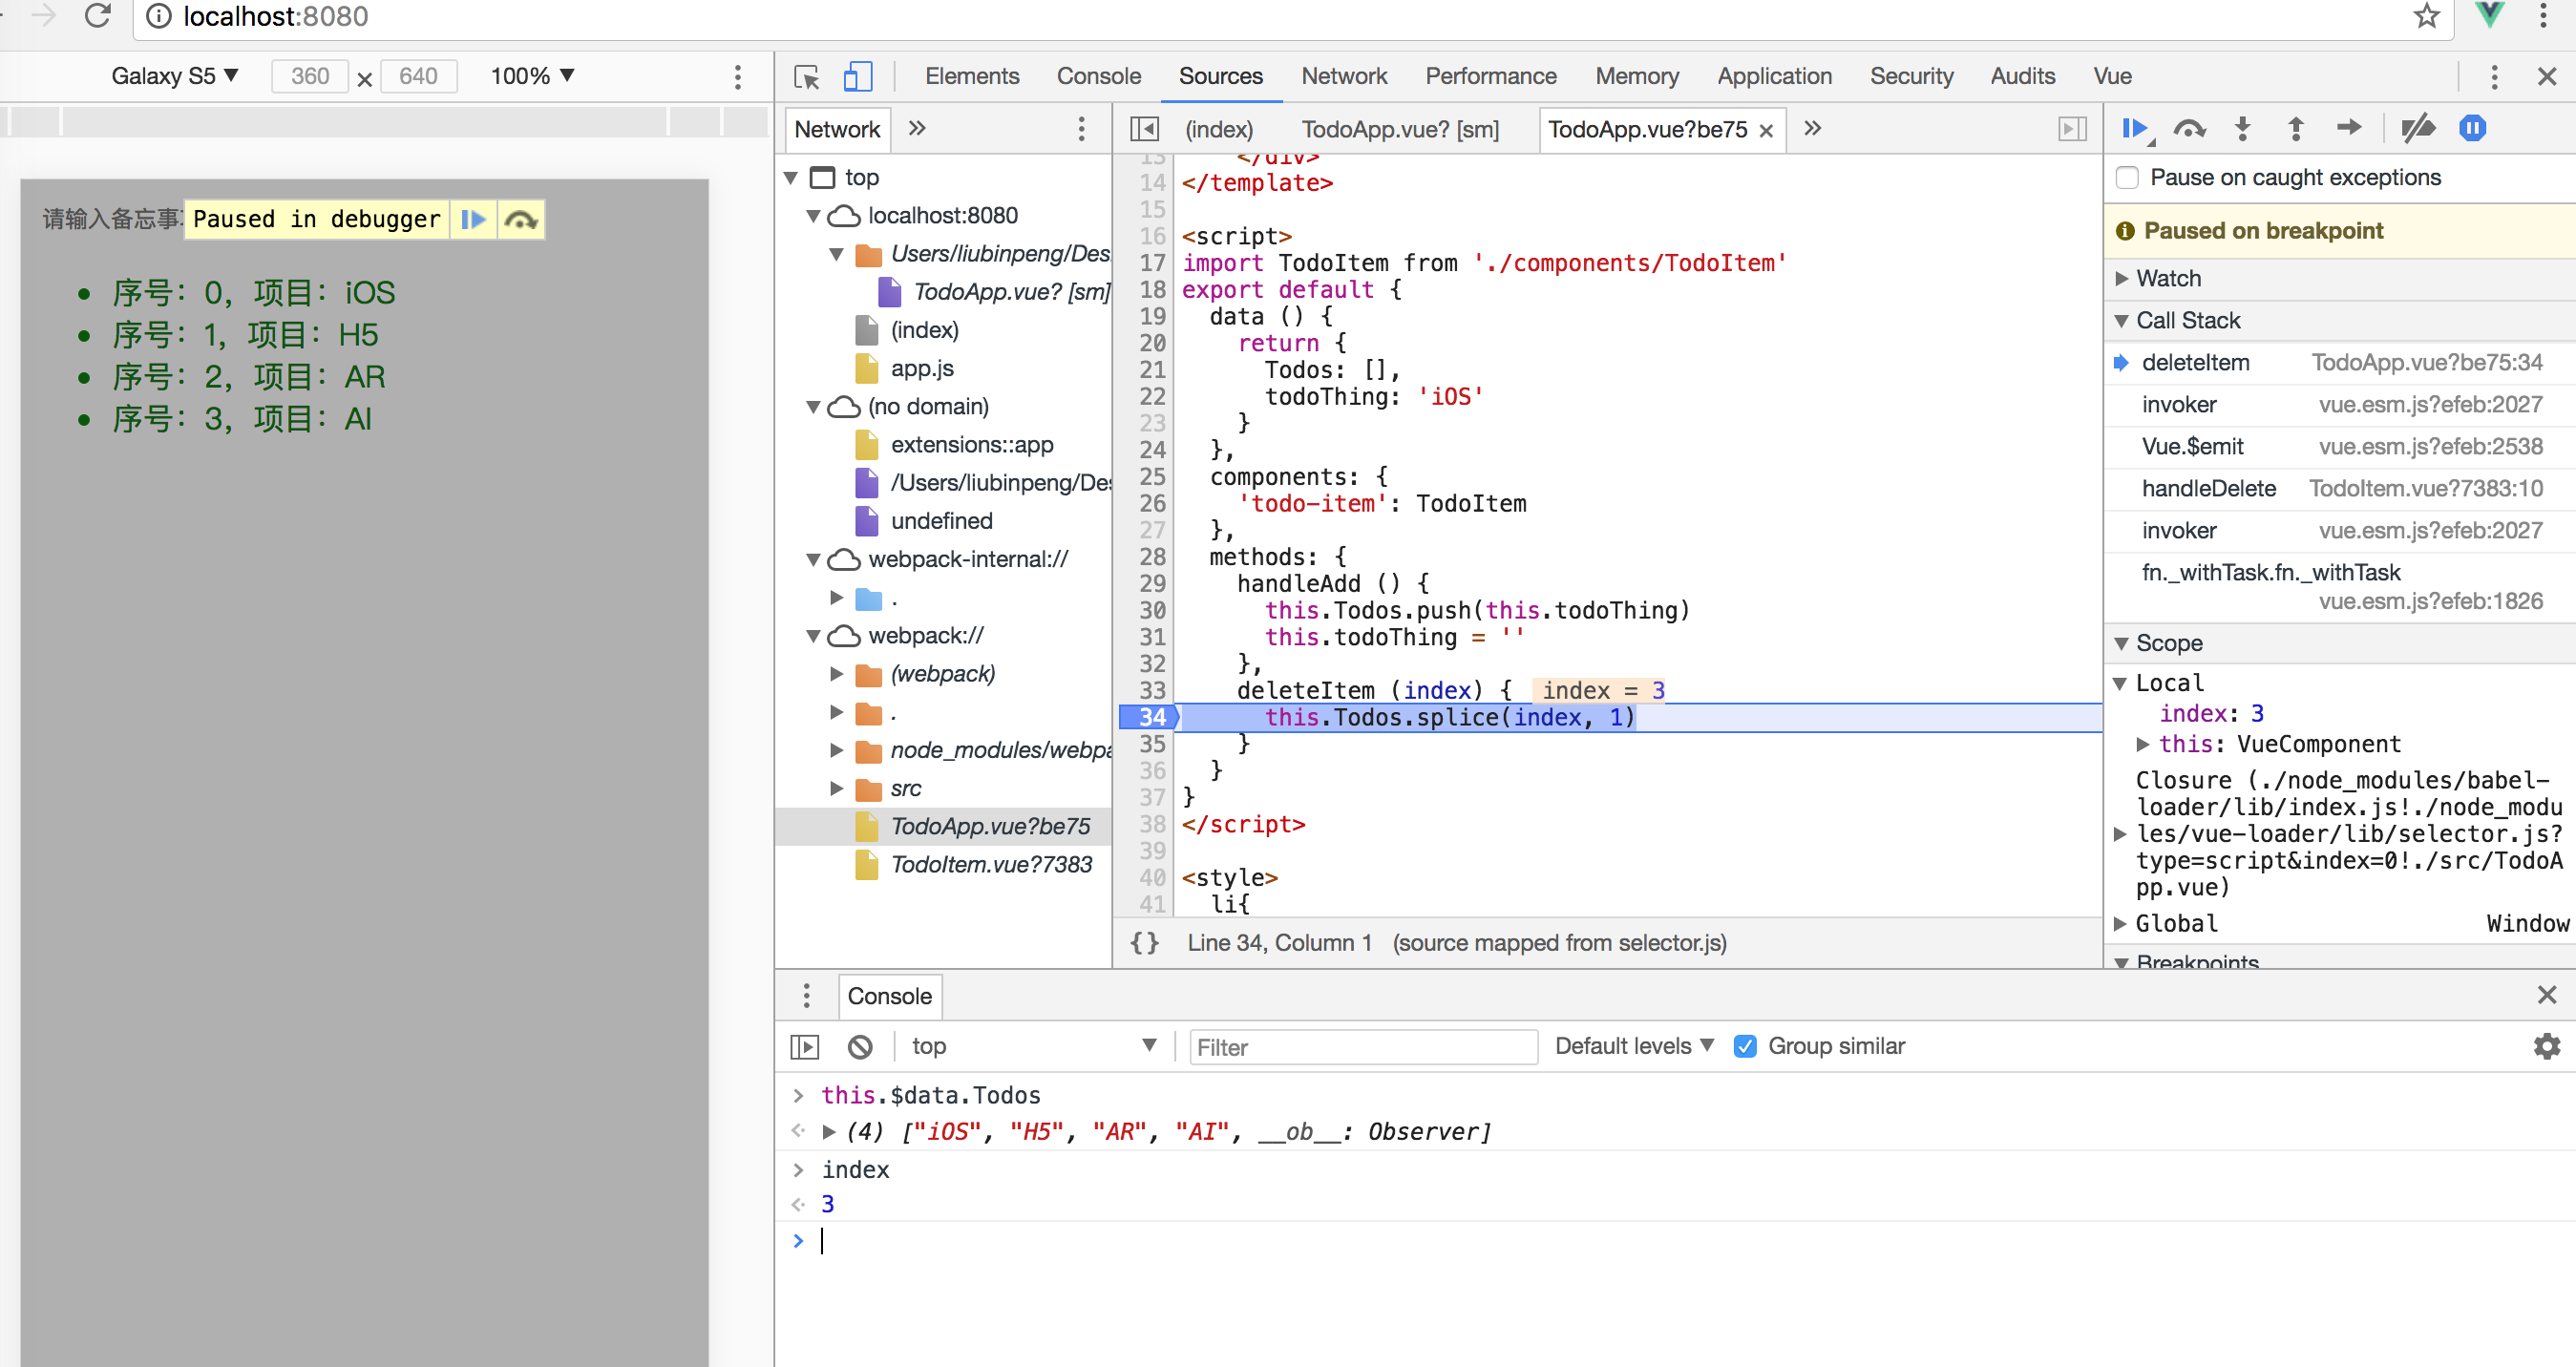 localhost:8080
Galaxy S5 ▼ 360 × 640 100% ▼
Elements Console Sources Network Performance Memory Application Security Audits Vue
Network »
(index) TodoApp.vue? [sm] TodoApp.vue?be75 × »
请输入备忘事
Paused in debugger
序号：0，项目：iOS
序号：1，项目：H5
序号：2，项目：AR
序号：3，项目：AI
top
localhost:8080
Users/liubinpeng/Des
TodoApp.vue? [sm]
(index)
app.js
(no domain)
extensions::app
/Users/liubinpeng/Des
undefined
webpack-internal://
.
webpack://
(webpack)
.
node_modules/webpa
src
TodoApp.vue?be75
TodoItem.vue?7383
13 </div>
14 </template>
15
16 <script>
17 import TodoItem from './components/TodoItem'
18 export default {
19 data () {
20 return {
21 Todos: [],
22 todoThing: 'iOS'
23 }
24 },
25 components: {
26 'todo-item': TodoItem
27 },
28 methods: {
29 handleAdd () {
30 this.Todos.push(this.todoThing)
31 this.todoThing = ''
32 },
33 deleteItem (index) { index = 3
34 this.Todos.splice(index, 1)
35 }
36 }
37 }
38 </script>
39
40 <style>
41 li{
{} Line 34, Column 1 (source mapped from selector.js)
Pause on caught exceptions
Paused on breakpoint
Watch
Call Stack
deleteItem TodoApp.vue?be75:34
invoker vue.esm.js?efeb:2027
Vue.$emit vue.esm.js?efeb:2538
handleDelete TodoItem.vue?7383:10
invoker vue.esm.js?efeb:2027
fn._withTask.fn._withTask
vue.esm.js?efeb:1826
Scope
Local
index: 3
this: VueComponent
Closure (./node_modules/babel-
loader/lib/index.js!./node_modu
les/vue-loader/lib/selector.js?
type=script&index=0!./src/TodoA
pp.vue)
Global Window
Breakpoints
Console
top ▼ Filter Default levels ▼ Group similar
> this.$data.Todos
(4) ["iOS", "H5", "AR", "AI", __ob__: Observer]
> index
3
>